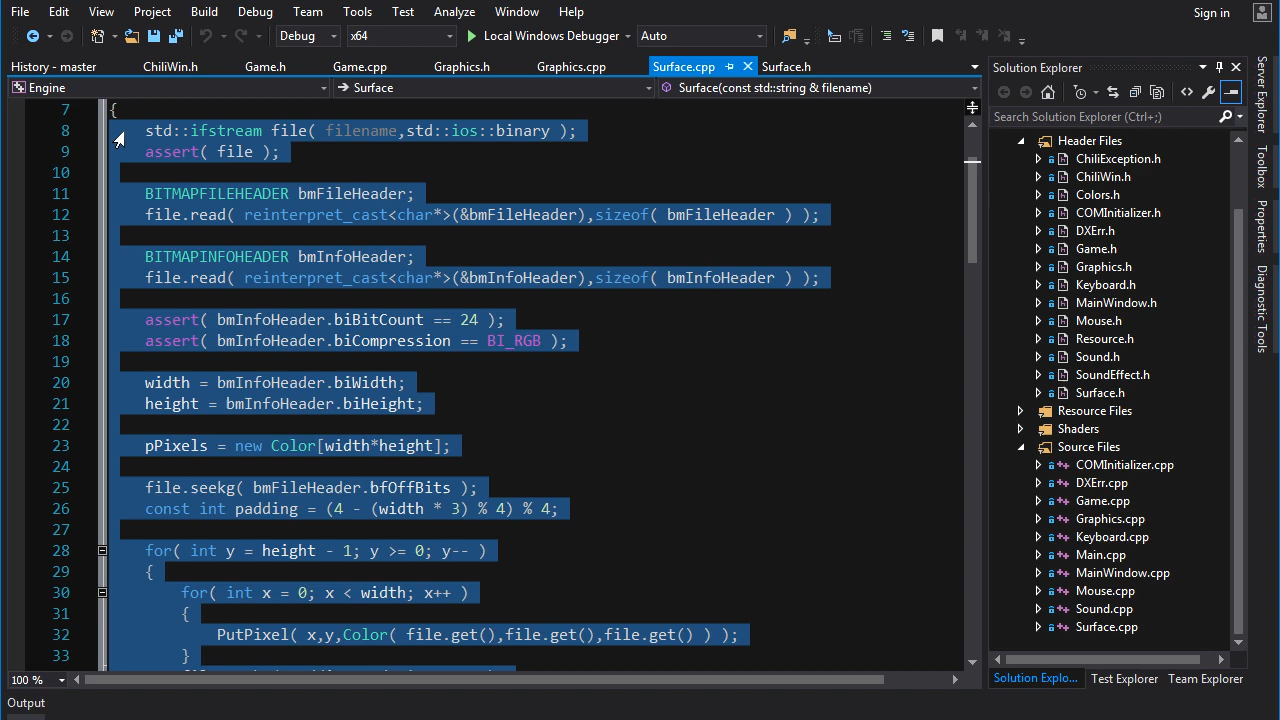 File Edit View Project Build Debug Team Tools Test Analyze Window Help Sign in
Debug x64 Local Windows Debugger Auto
History - master ChiliWin.h Game.h Game.cpp Graphics.h Graphics.cpp Surface.cpp Surface.h
Engine Surface Surface(const std::string & filename)
7 {
8 std::ifstream file( filename,std::ios::binary );
9 assert( file );
10
11 BITMAPFILEHEADER bmFileHeader;
12 file.read( reinterpret_cast<char*>(&bmFileHeader),sizeof( bmFileHeader ) );
13
14 BITMAPINFOHEADER bmInfoHeader;
15 file.read( reinterpret_cast<char*>(&bmInfoHeader),sizeof( bmInfoHeader ) );
16
17 assert( bmInfoHeader.biBitCount == 24 );
18 assert( bmInfoHeader.biCompression == BI_RGB );
19
20 width = bmInfoHeader.biWidth;
21 height = bmInfoHeader.biHeight;
22
23 pPixels = new Color[width*height];
24
25 file.seekg( bmFileHeader.bfOffBits );
26 const int padding = (4 - (width * 3) % 4) % 4;
27
28 for( int y = height - 1; y >= 0; y-- )
29 {
30 for( int x = 0; x < width; x++ )
31 {
32 PutPixel( x,y,Color( file.get(),file.get(),file.get() ) );
33 }
100 %
Output
Solution Explorer
Search Solution Explorer (Ctrl+;)
Header Files
ChiliException.h
ChiliWin.h
Colors.h
COMInitializer.h
DXErr.h
Game.h
Graphics.h
Keyboard.h
MainWindow.h
Mouse.h
Resource.h
Sound.h
SoundEffect.h
Surface.h
Resource Files
Shaders
Source Files
COMInitializer.cpp
DXErr.cpp
Game.cpp
Graphics.cpp
Keyboard.cpp
Main.cpp
MainWindow.cpp
Mouse.cpp
Sound.cpp
Surface.cpp
Solution Explo... Test Explorer Team Explorer
Server Explorer
Toolbox
Properties
Diagnostic Tools